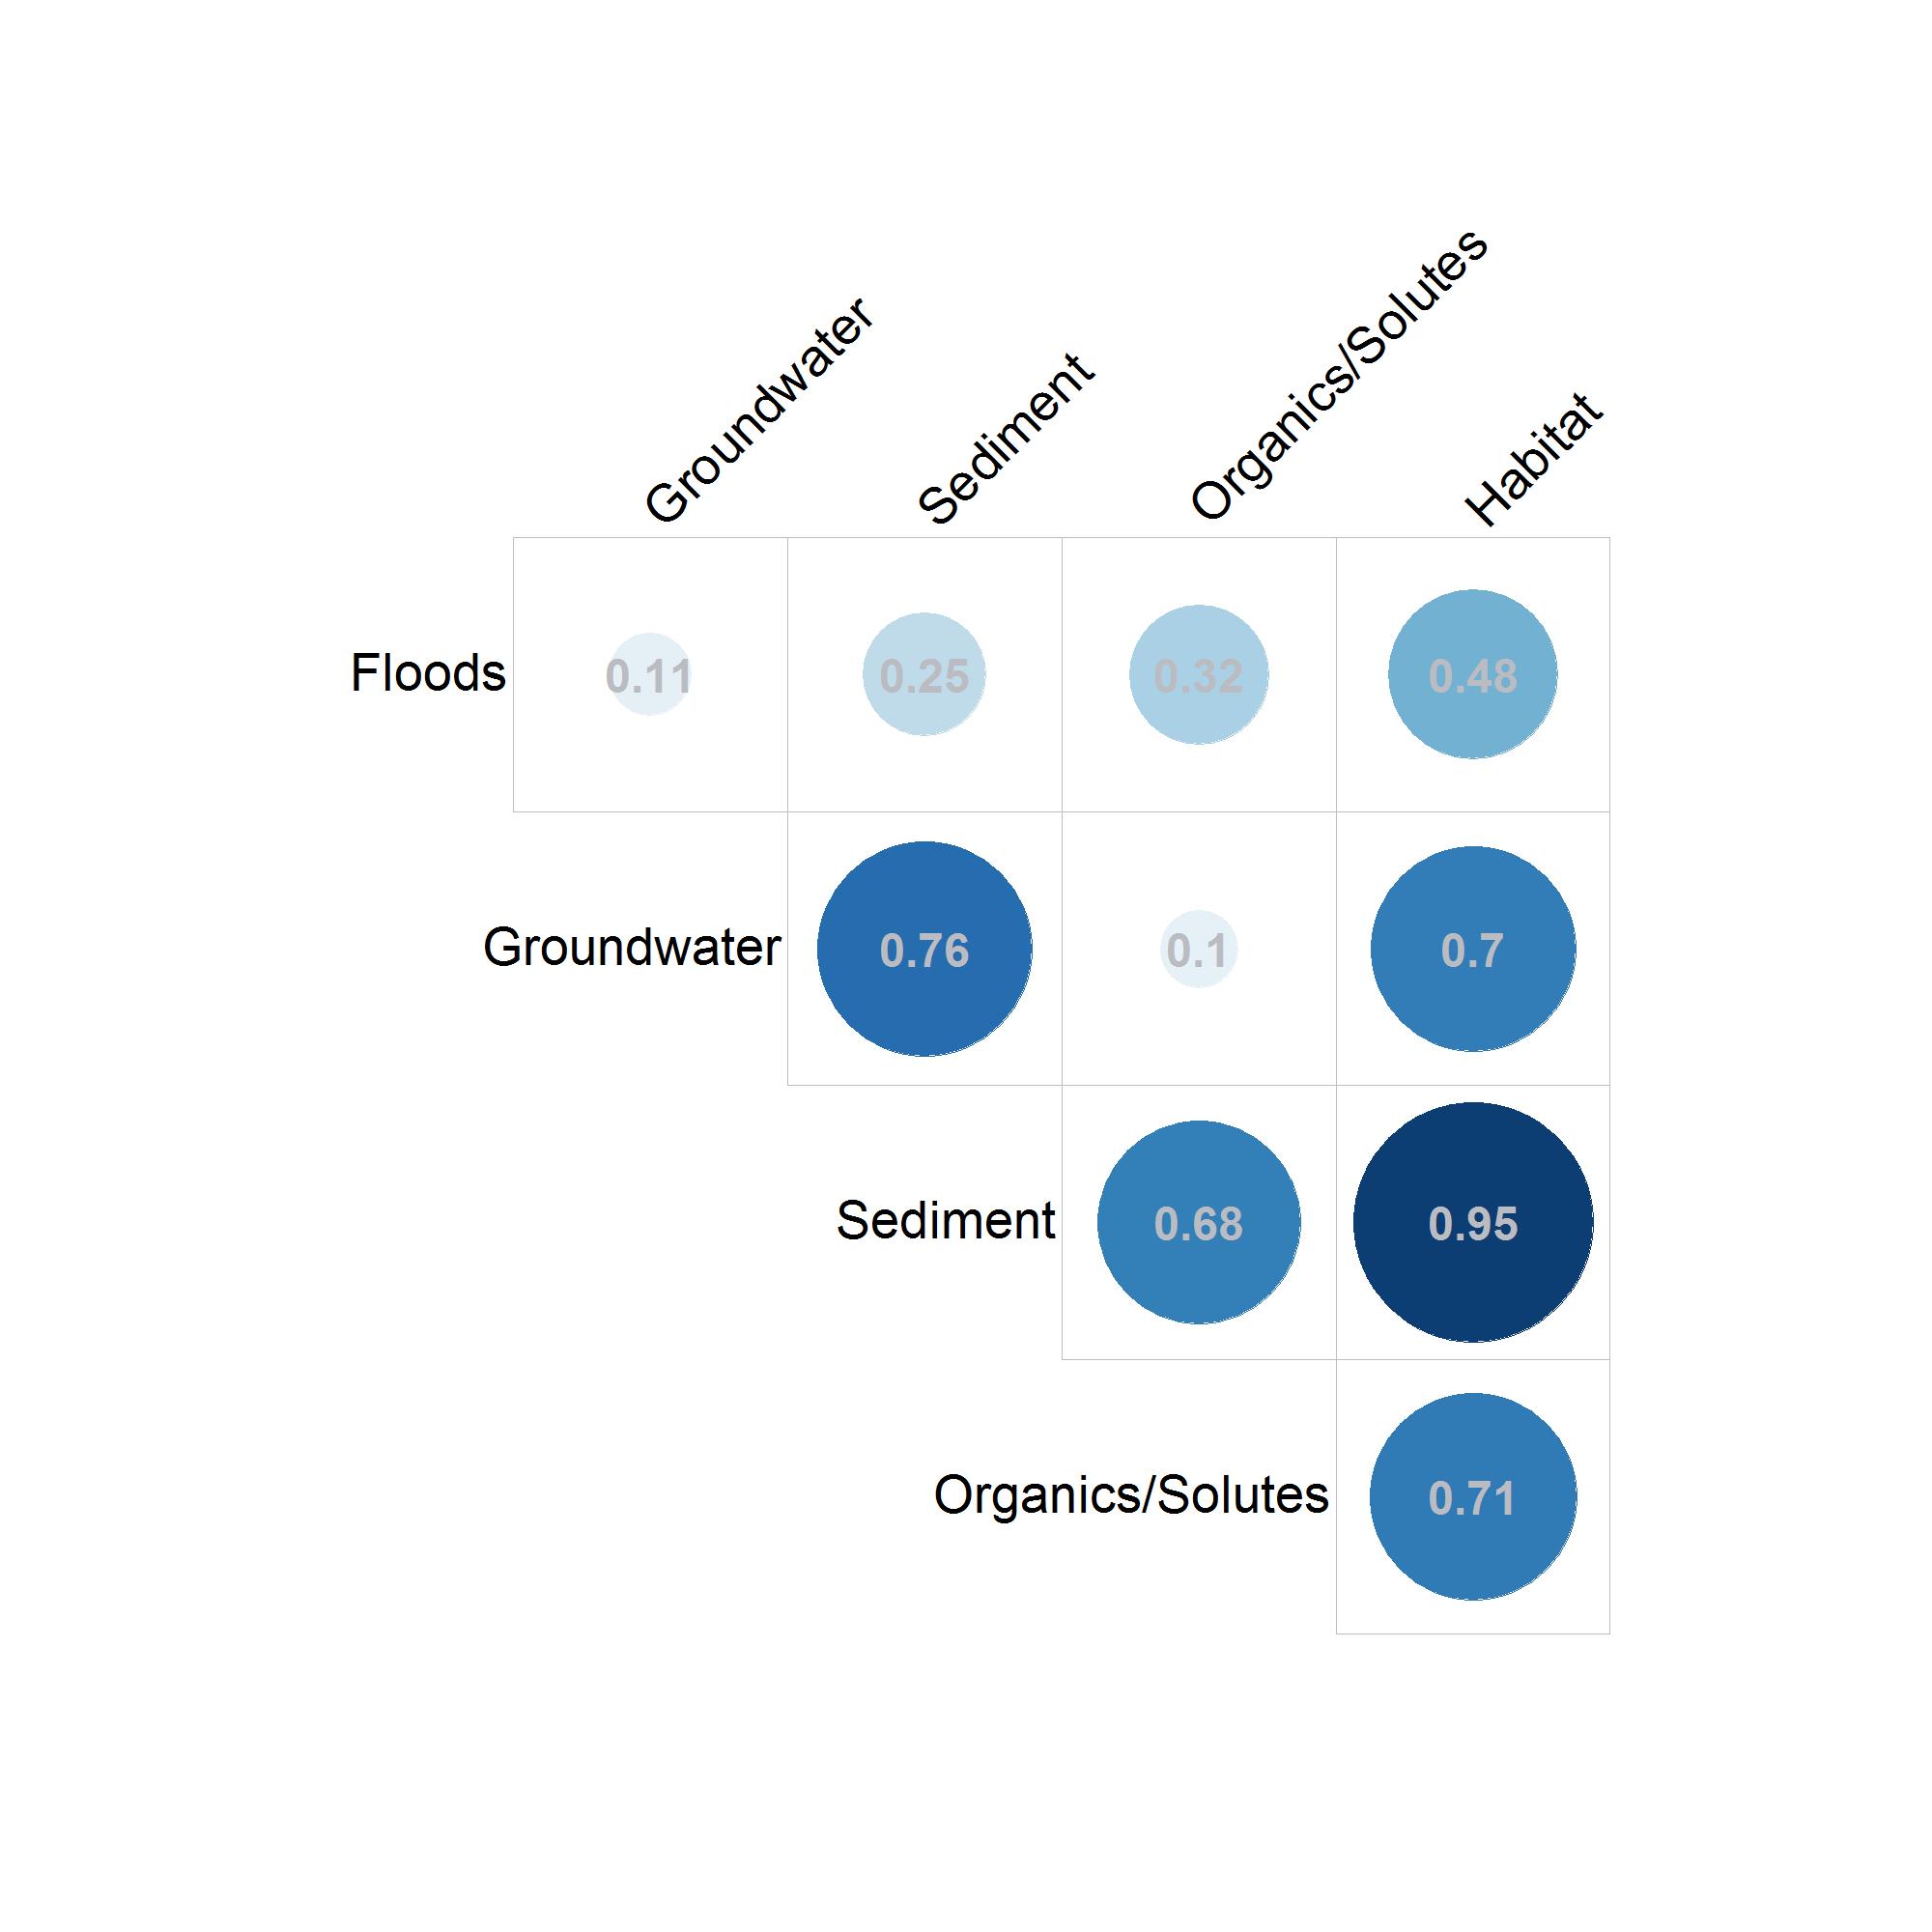 Groundwater
Sediment
Organics/Solutes
Habitat
Floods 0.11 0.25 0.32 0.48
Groundwater 0.76 0.1 0.7
Sediment 0.68 0.95
Organics/Solutes 0.71